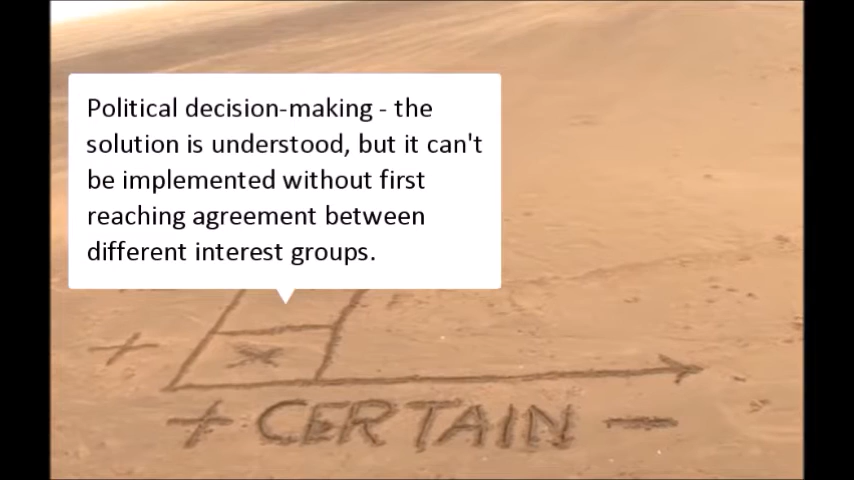 Political decision-making - the
solution is understood, but it can't
be implemented without first
reaching agreement between
different interest groups.
+
×
+ CERTAIN -